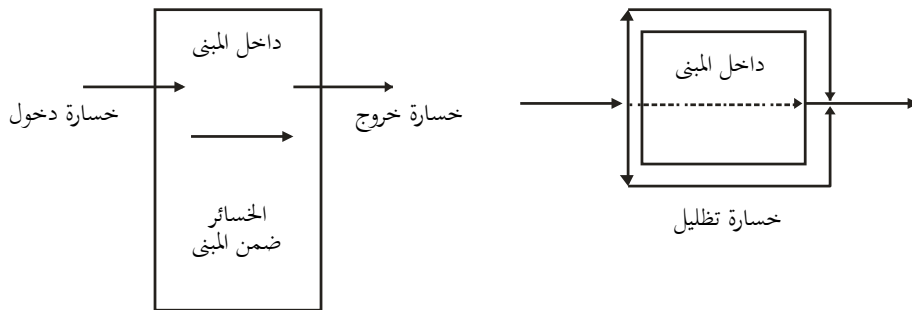 داخل المبنى
خسارة دخول
خسارة خروج
الخسائر
ضمن المبنى
داخل المبنى
خسارة تظليل